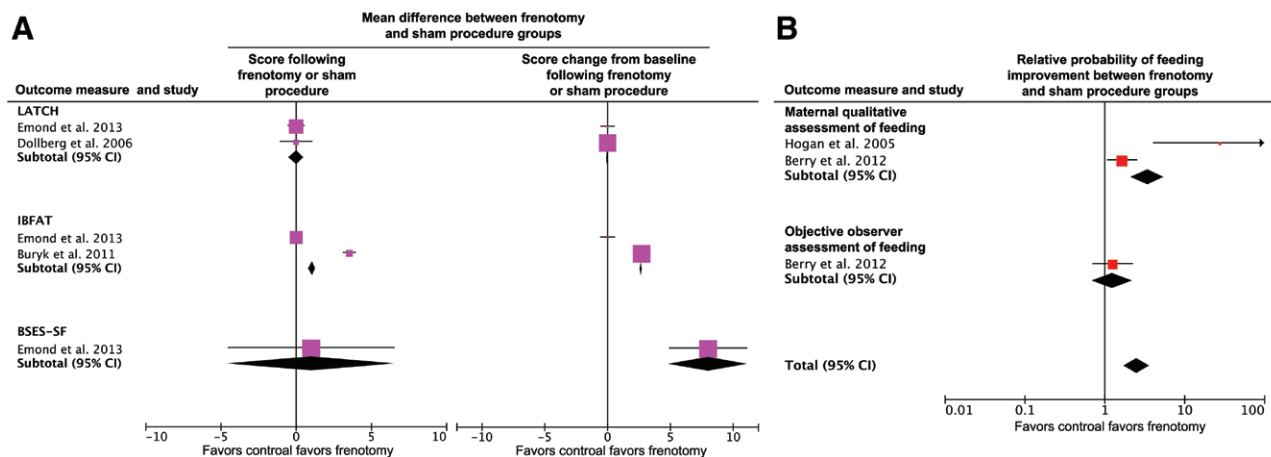 A
Mean difference between frenotomy
and sham procedure groups
Outcome measure and study
Score following
frenotomy or sham
procedure
Score change from baseline
following frenotomy
or sham procedure
LATCH
Emond et al. 2013
Dollberg et al. 2006
Subtotal (95% CI)
IBFAT
Emond et al. 2013
Buryk et al. 2011
Subtotal (95% CI)
BSES-SF
Emond et al. 2013
Subtotal (95% CI)
−10 −5 0 5 10
Favors controal favors frenotomy
−10 −5 0 5 10
Favors controal favors frenotomy
B
Outcome measure and study
Relative probability of feeding
improvement between frenotomy
and sham procedure groups
Maternal qualitative
assessment of feeding
Hogan et al. 2005
Berry et al. 2012
Subtotal (95% CI)
Objective observer
assessment of feeding
Berry et al. 2012
Subtotal (95% CI)
Total (95% CI)
0.01 0.1 1 10 100
Favors controal favors frenotomy